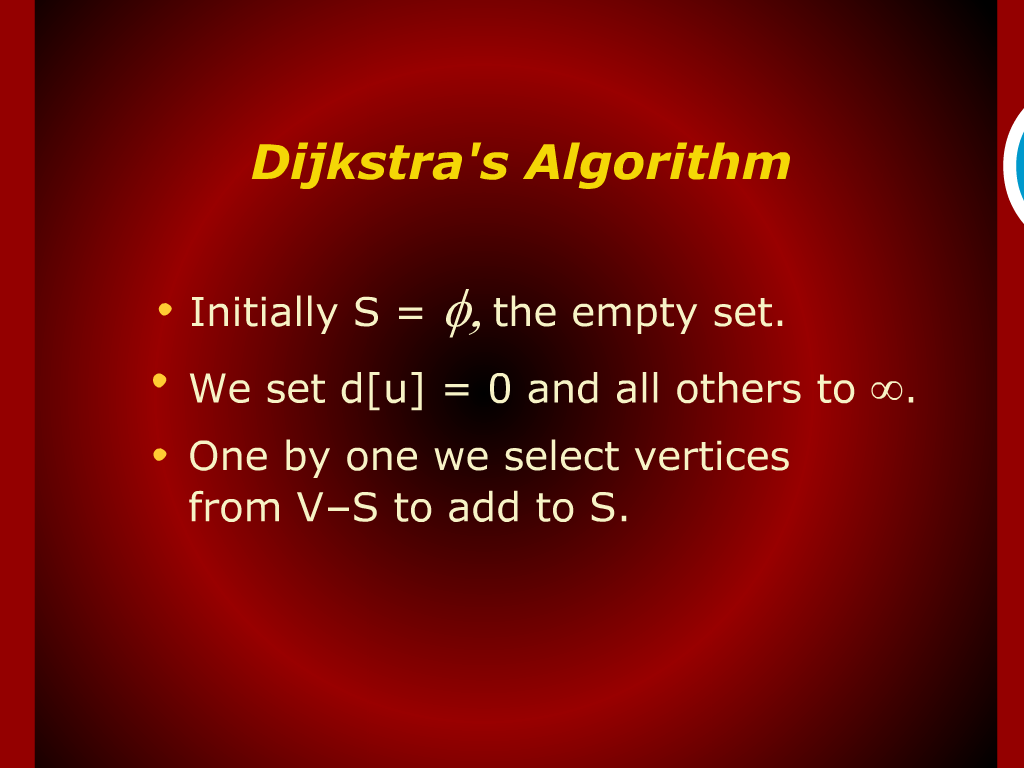 Dijkstra's Algorithm
• Initially S = ϕ, the empty set.
• We set d[u] = 0 and all others to ∞.
• One by one we select vertices
from V–S to add to S.